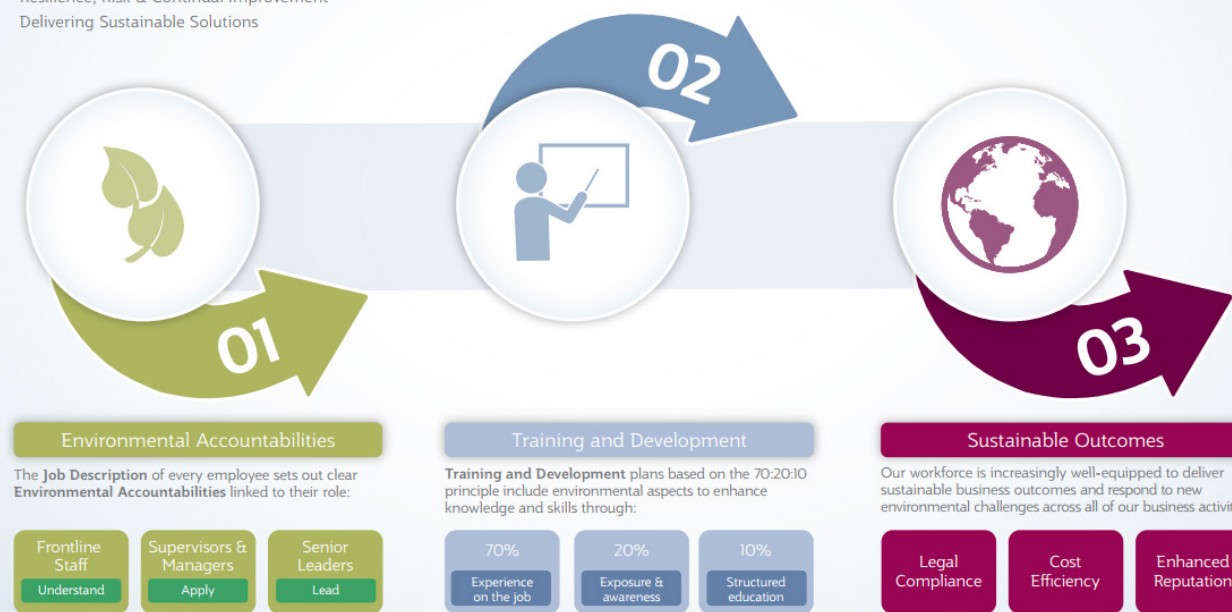 Resilience, Risk & Continual Improvement
Delivering Sustainable Solutions
02
01
03
Environmental Accountabilities
The Job Description of every employee sets out clear
Environmental Accountabilities linked to their role:
Frontline
Staff
Understand
Supervisors &
Managers
Apply
Senior
Leaders
Lead
Training and Development
Training and Development plans based on the 70:20:10
principle include environmental aspects to enhance
knowledge and skills through:
70%
Experience
on the job
20%
Exposure &
awareness
10%
Structured
education
Sustainable Outcomes
Our workforce is increasingly well-equipped to deliver
sustainable business outcomes and respond to new
environmental challenges across all of our business
Legal
Compliance
Cost
Efficiency
Enhanced
Reputation